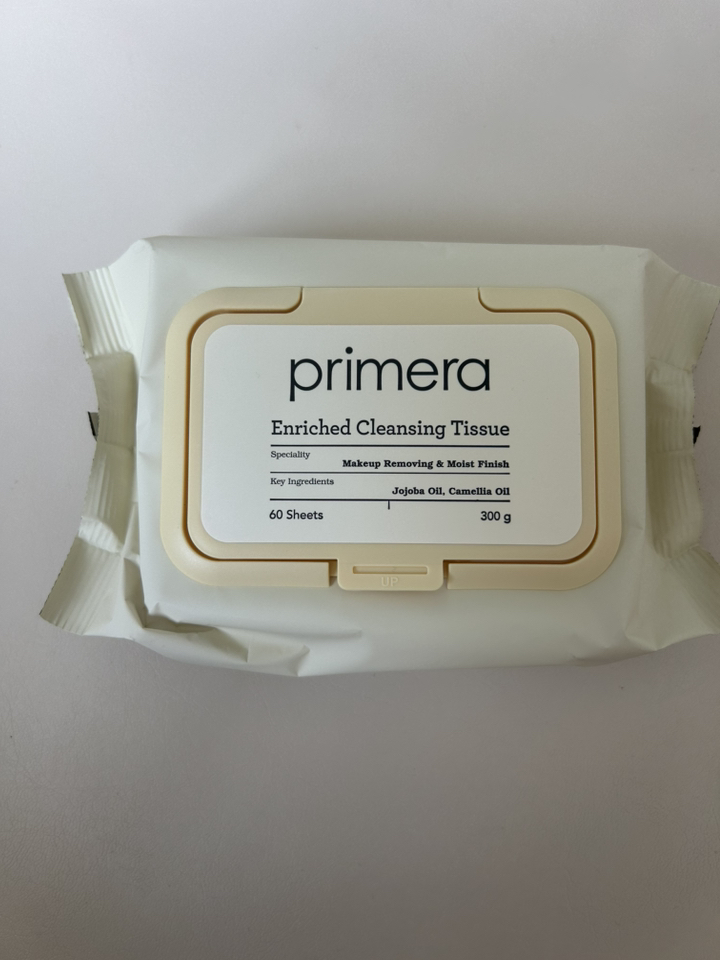 primera
Enriched Cleansing Tissue
Speciality
Makeup Removing & Moist Finish
Key Ingredients
Jojoba Oil, Camellia Oil
60 Sheets 300 g
UP